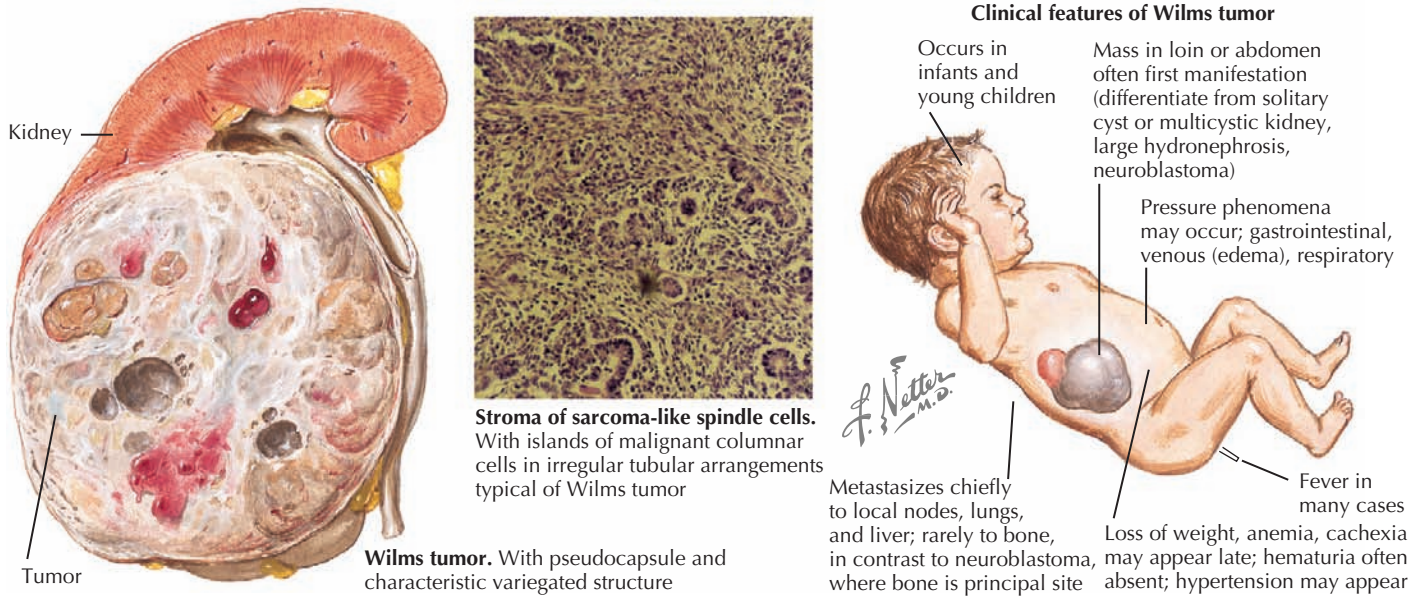 Kidney
Tumor
Wilms tumor. With pseudocapsule and
characteristic variegated structure
Stroma of sarcoma-like spindle cells.
With islands of malignant columnar
cells in irregular tubular arrangements
typical of Wilms tumor
Clinical features of Wilms tumor
Occurs in
infants and
young children
Mass in loin or abdomen
often first manifestation
(differentiate from solitary
cyst or multicystic kidney,
large hydronephrosis,
neuroblastoma)
Pressure phenomena
may occur; gastrointestinal,
venous (edema), respiratory
F. Netter
M.D.
Metastasizes chiefly
to local nodes, lungs,
and liver; rarely to bone,
in contrast to neuroblastoma,
where bone is principal site
Fever in
many cases
Loss of weight, anemia, cachexia
may appear late; hematuria often
absent; hypertension may appear